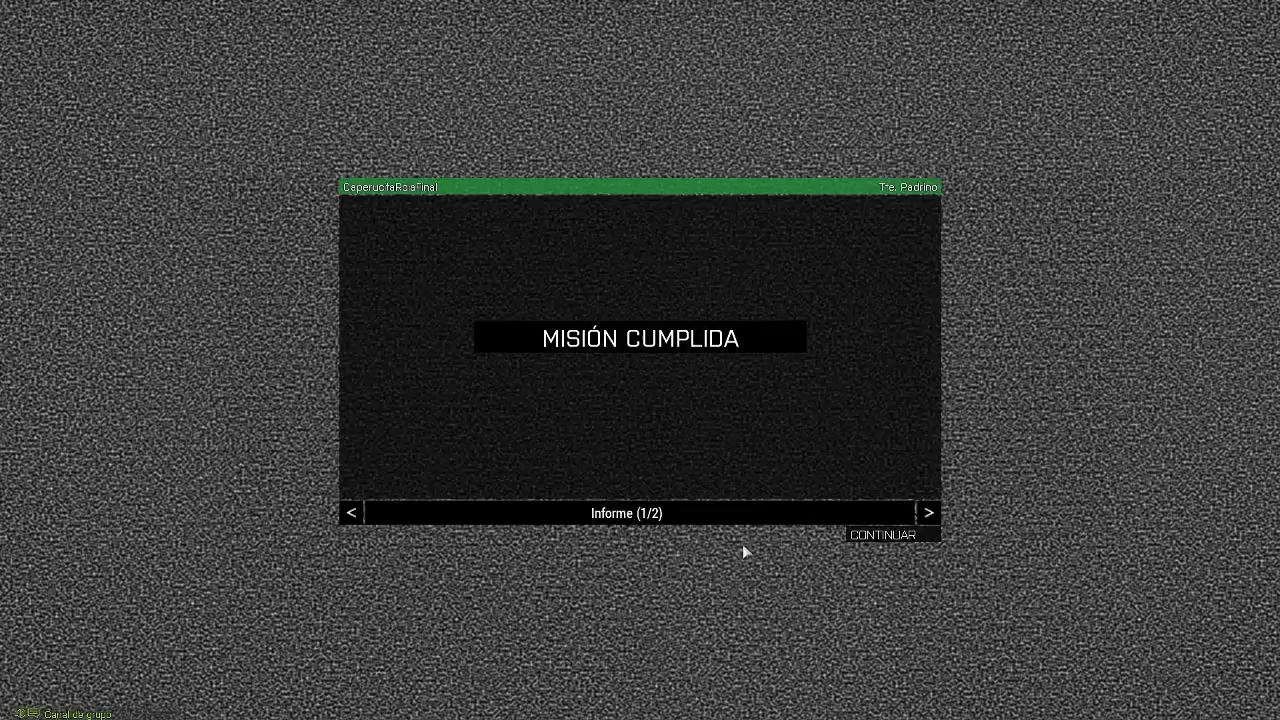 CaperucitaRojaFinal
Tte. Padrino
MISIÓN CUMPLIDA
<
Informe (1/2)
>
CONTINUAR
Canal de grupo